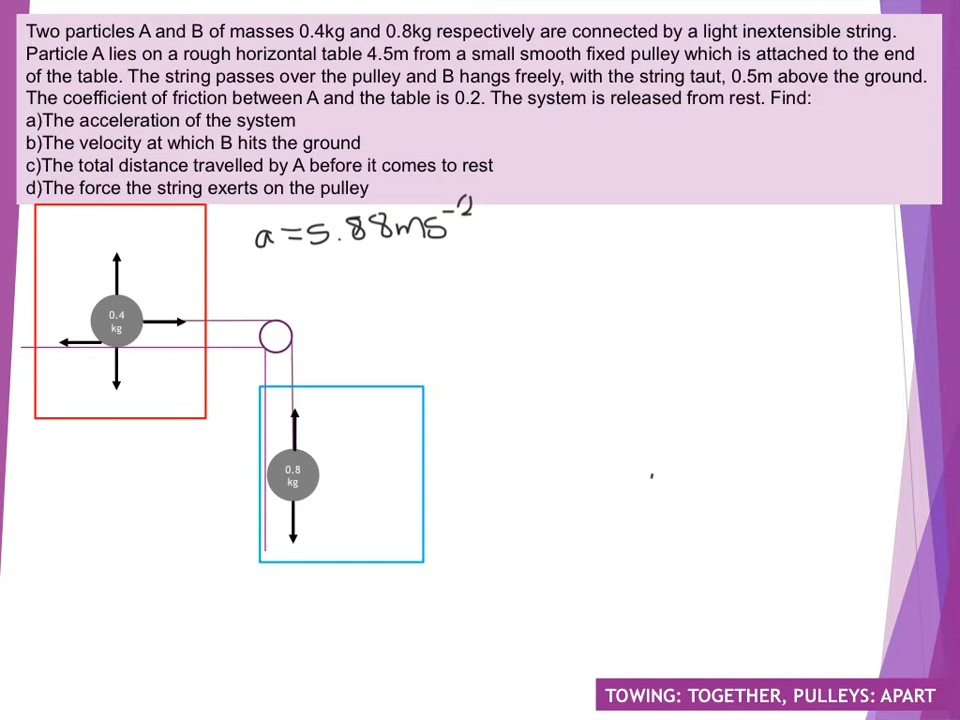 Two particles A and B of masses 0.4kg and 0.8kg respectively are connected by a light inextensible string.
Particle A lies on a rough horizontal table 4.5m from a small smooth fixed pulley which is attached to the end
of the table. The string passes over the pulley and B hangs freely, with the string taut, 0.5m above the ground.
The coefficient of friction between A and the table is 0.2. The system is released from rest. Find:
a)The acceleration of the system
b)The velocity at which B hits the ground
c)The total distance travelled by A before it comes to rest
d)The force the string exerts on the pulley
a = 5.88ms⁻²
0.4
kg
0.8
kg
TOWING: TOGETHER, PULLEYS: APART